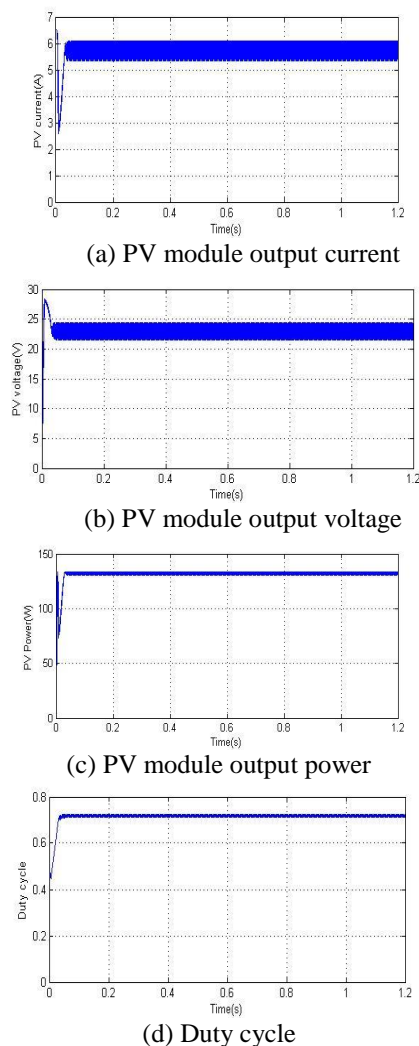 7
6
5
4
3
2
1
0
PV current(A)
0 0.2 0.4 0.6 0.8 1 1.2
Time(s)
(a) PV module output current
30
25
20
15
10
5
0
PV voltage(V)
0 0.2 0.4 0.6 0.8 1 1.2
Time(s)
(b) PV module output voltage
150
100
50
0
PV Power(W)
0 0.2 0.4 0.6 0.8 1 1.2
Time(s)
(c) PV module output power
0.8
0.6
0.4
0.2
0
Duty cycle
0 0.2 0.4 0.6 0.8 1 1.2
Time(s)
(d) Duty cycle